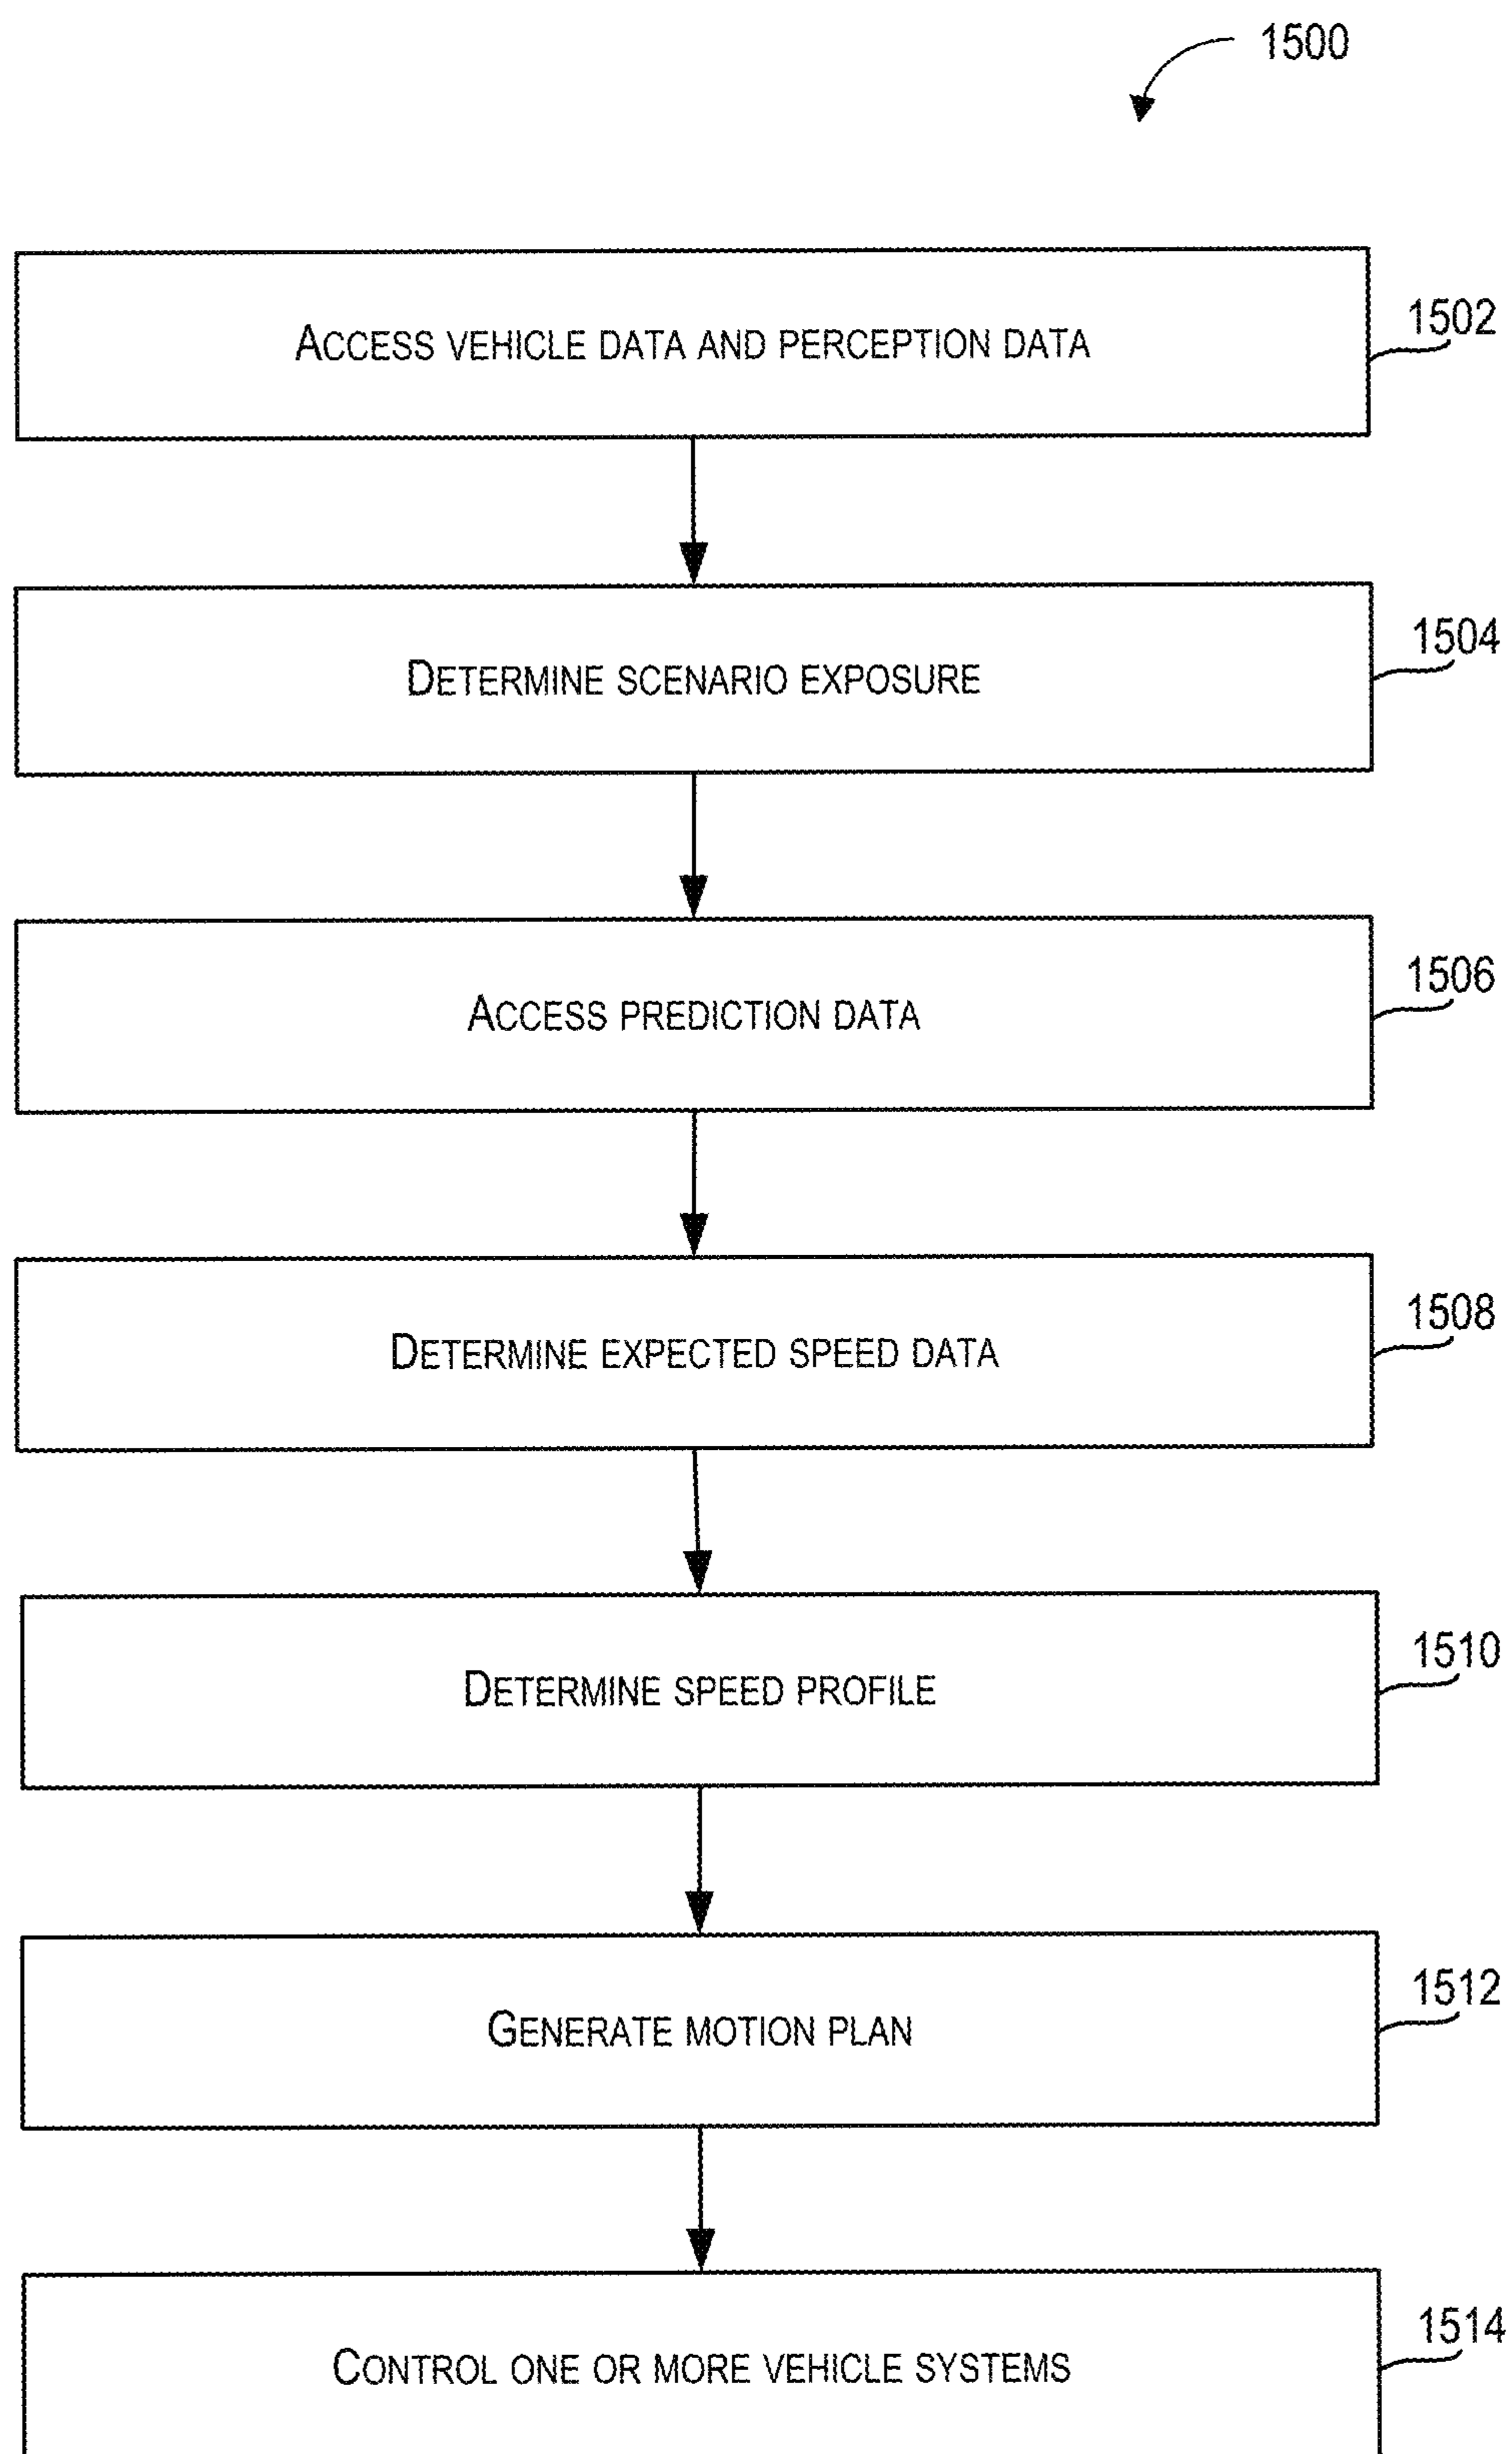 1500
ACCESS VEHICLE DATA AND PERCEPTION DATA
1502
DETERMINE SCENARIO EXPOSURE
1504
ACCESS PREDICTION DATA
1506
DETERMINE EXPECTED SPEED DATA
1508
DETERMINE SPEED PROFILE
1510
GENERATE MOTION PLAN
1512
CONTROL ONE OR MORE VEHICLE SYSTEMS
1514